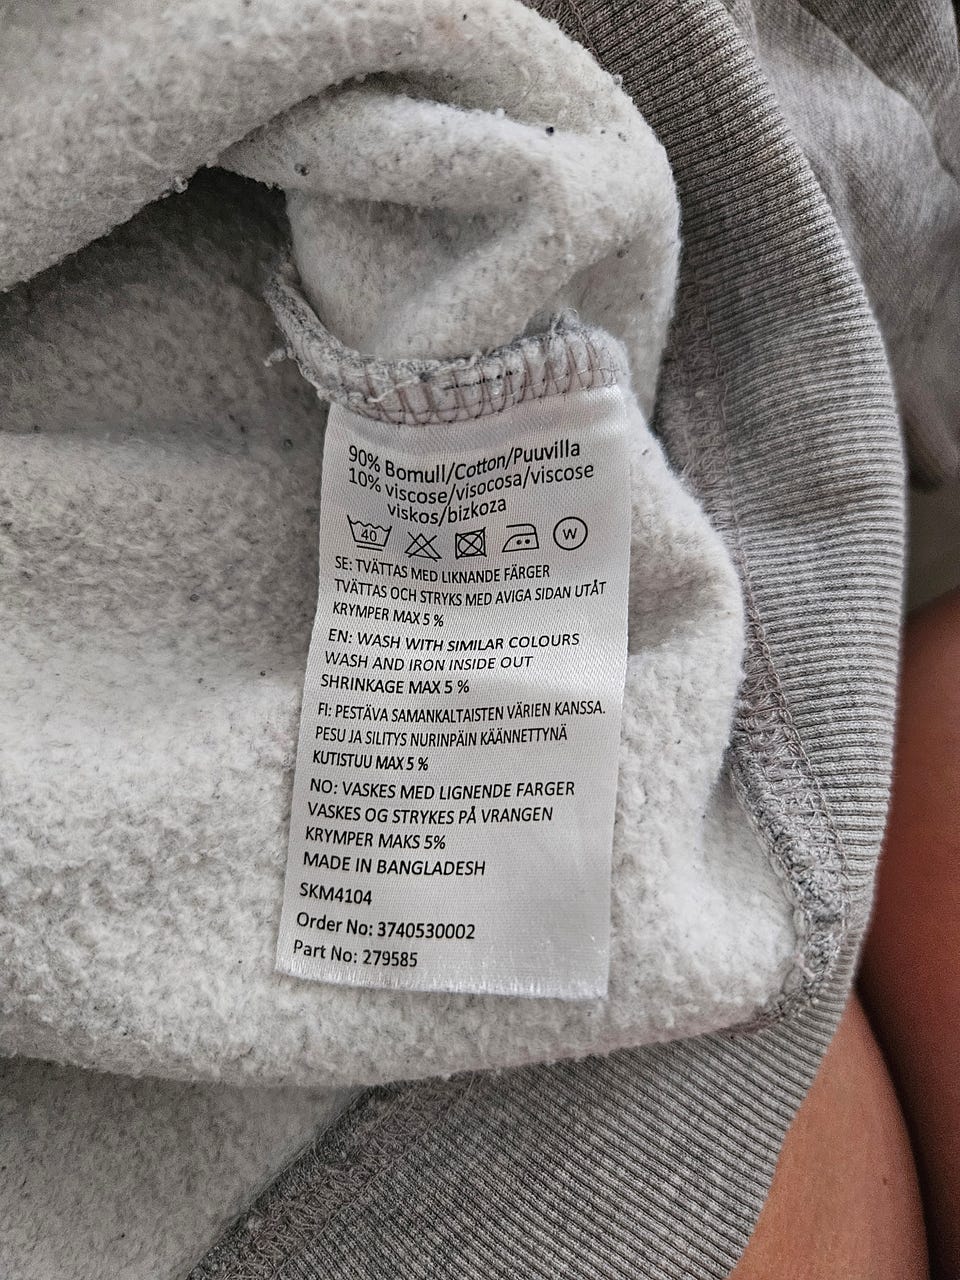 90% Bomull/Cotton/Puuvilla
10% viscose/visocosa/viscose
viskos/bizkoza
40 W
SE: TVÄTTAS MED LIKNANDE FÄRGER
TVÄTTAS OCH STRYKS MED AVIGA SIDAN UTÅT
KRYMPER MAX 5 %
EN: WASH WITH SIMILAR COLOURS
WASH AND IRON INSIDE OUT
SHRINKAGE MAX 5 %
FI: PESTÄVA SAMANKALTAISTEN VÄRIEN KANSSA.
PESU JA SILITYS NURINPÄIN KÄÄNNETTYNÄ
KUTISTUU MAX 5 %
NO: VASKES MED LIGNENDE FARGER
VASKES OG STRYKES PÅ VRANGEN
KRYMPER MAKS 5%
MADE IN BANGLADESH
SKM4104
Order No: 3740530002
Part No: 279585